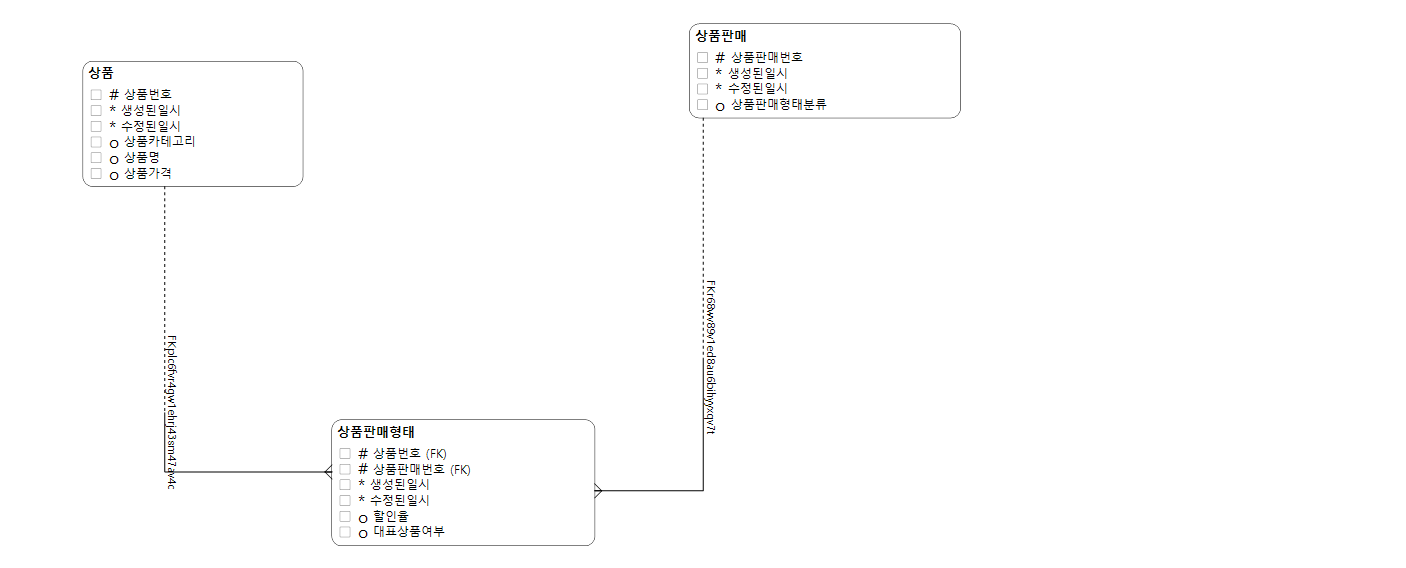 상품
# 상품번호
* 생성된일시
* 수정된일시
o 상품카테고리
o 상품명
o 상품가격
상품판매
# 상품판매번호
* 생성된일시
* 수정된일시
o 상품판매형태분류
FKplc6fvr4qw1ehrj43sm47av4c
FKr68wv89v1ed8au6bihyyxqv7t
상품판매형태
# 상품번호 (FK)
# 상품판매번호 (FK)
* 생성된일시
* 수정된일시
o 할인율
o 대표상품여부